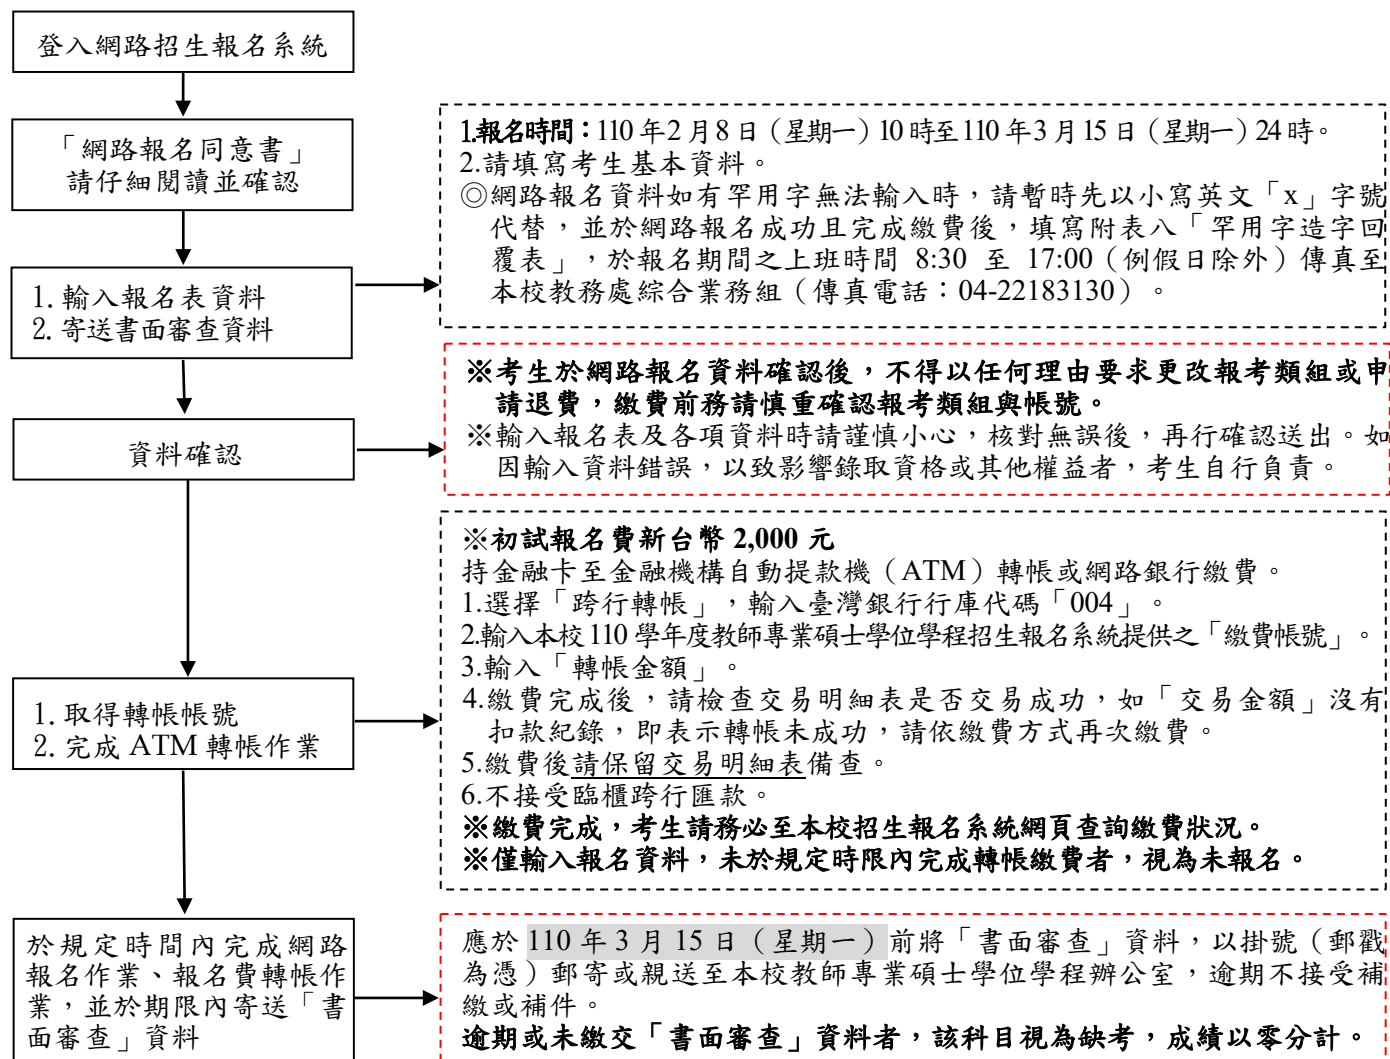 登入網路招生報名系統
「網路報名同意書」
請仔細閱讀並確認
1.輸入報名表資料
2.寄送書面審查資料
1.報名時間：110年2月8日（星期一）10時至110年3月15日（星期一）24時。
2.請填寫考生基本資料。
◎網路報名資料如有罕用字無法輸入時，請暫時先以小寫英文「x」字號
代替，並於網路報名成功且完成繳費後，填寫附表八「罕用字造字回
覆表」，於報名期間之上班時間 8:30 至 17:00（例假日除外）傳真至
本校教務處綜合業務組（傳真電話：04-22183130）。
資料確認
※考生於網路報名資料確認後，不得以任何理由要求更改報考類組或申
請退費，繳費前務請慎重確認報考類組與帳號。
※輸入報名表及各項資料時請謹慎小心，核對無誤後，再行確認送出。如
因輸入資料錯誤，以致影響錄取資格或其他權益者，考生自行負責。
1.取得轉帳帳號
2.完成 ATM 轉帳作業
※初試報名費新台幣 2,000 元
持金融卡至金融機構自動提款機（ATM）轉帳或網路銀行繳費。
1.選擇「跨行轉帳」，輸入臺灣銀行行庫代碼「004」。
2.輸入本校110學年度教師專業碩士學位學程招生報名系統提供之「繳費帳號」。
3.輸入「轉帳金額」。
4.繳費完成後，請檢查交易明細表是否交易成功，如「交易金額」沒有
扣款紀錄，即表示轉帳未成功，請依繳費方式再次繳費。
5.繳費後請保留交易明細表備查。
6.不接受臨櫃跨行匯款。
※繳費完成，考生請務必至本校招生報名系統網頁查詢繳費狀況。
※僅輸入報名資料，未於規定時限內完成轉帳繳費者，視為未報名。
於規定時間內完成網路
報名作業、報名費轉帳作
業，並於期限內寄送「書
面審查」資料
應於 110 年 3 月 15 日（星期一）前將「書面審查」資料，以掛號（郵戳
為憑）郵寄或親送至本校教師專業碩士學位學程辦公室，逾期不接受補
繳或補件。
逾期或未繳交「書面審查」資料者，該科目視為缺考，成績以零分計。